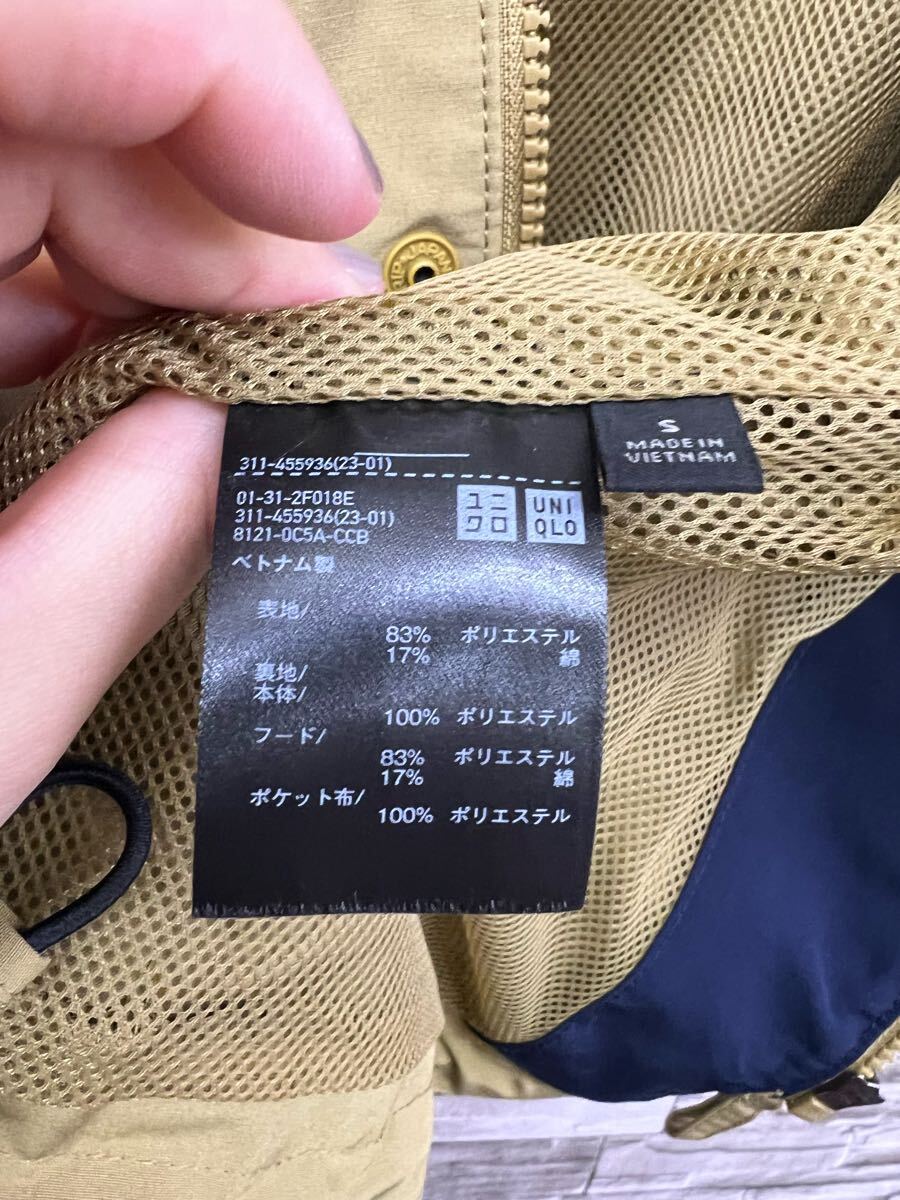 S
MADE IN
VIETNAM
311-455936(23-01)
01-31-2F018E
311-455936(23-01)
8121-0C5A-CCB
ユニ
クロ
UNI
QLO
ベトナム製
表地/
83% ポリエステル
17% 綿
裏地/
本体/
100% ポリエステル
フード/
83% ポリエステル
17% 綿
ポケット布/
100% ポリエステル